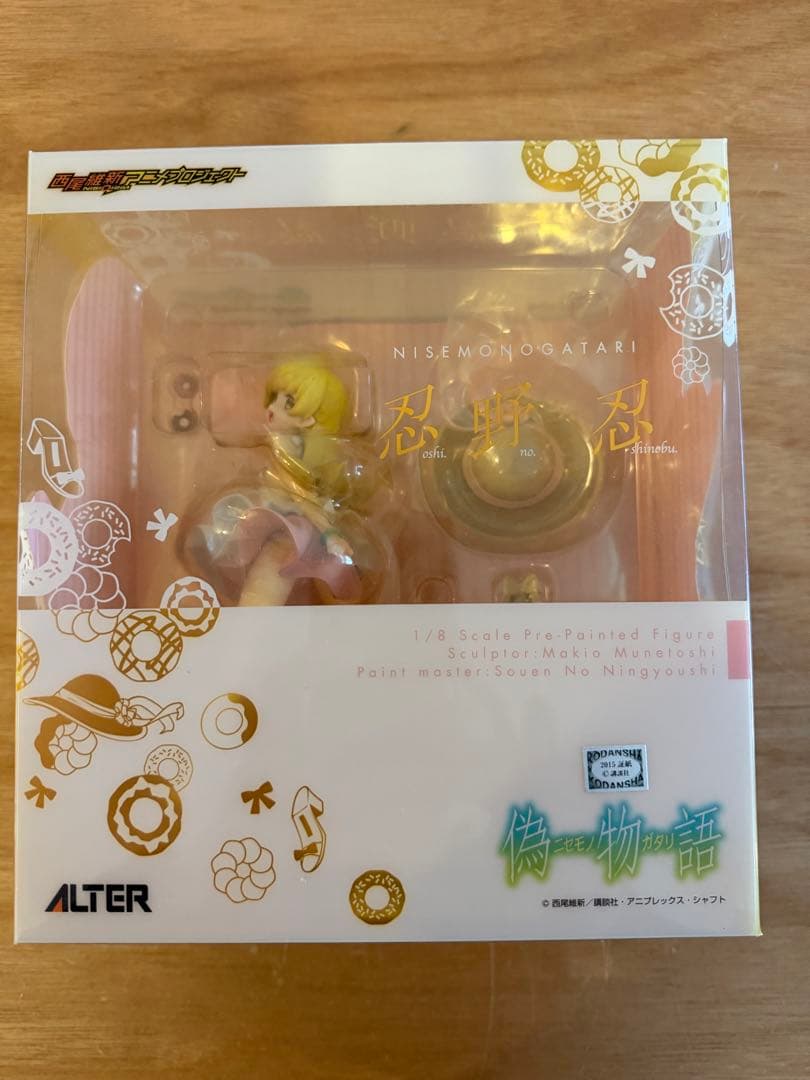 西尾維新アニメプロジェクト
NISEMONOGATARI
忍野忍
oshi. no. shinobu.
1/8 Scale Pre-Painted Figure
Sculptor:Makio Munetoshi
Paint master:Souen No Ningyoushi
KODANSHA
2015 証紙
© 講談社
KODANSHA
偽物語
ニセモノガタリ
ALTER
© 西尾維新／講談社・アニプレックス・シャフト